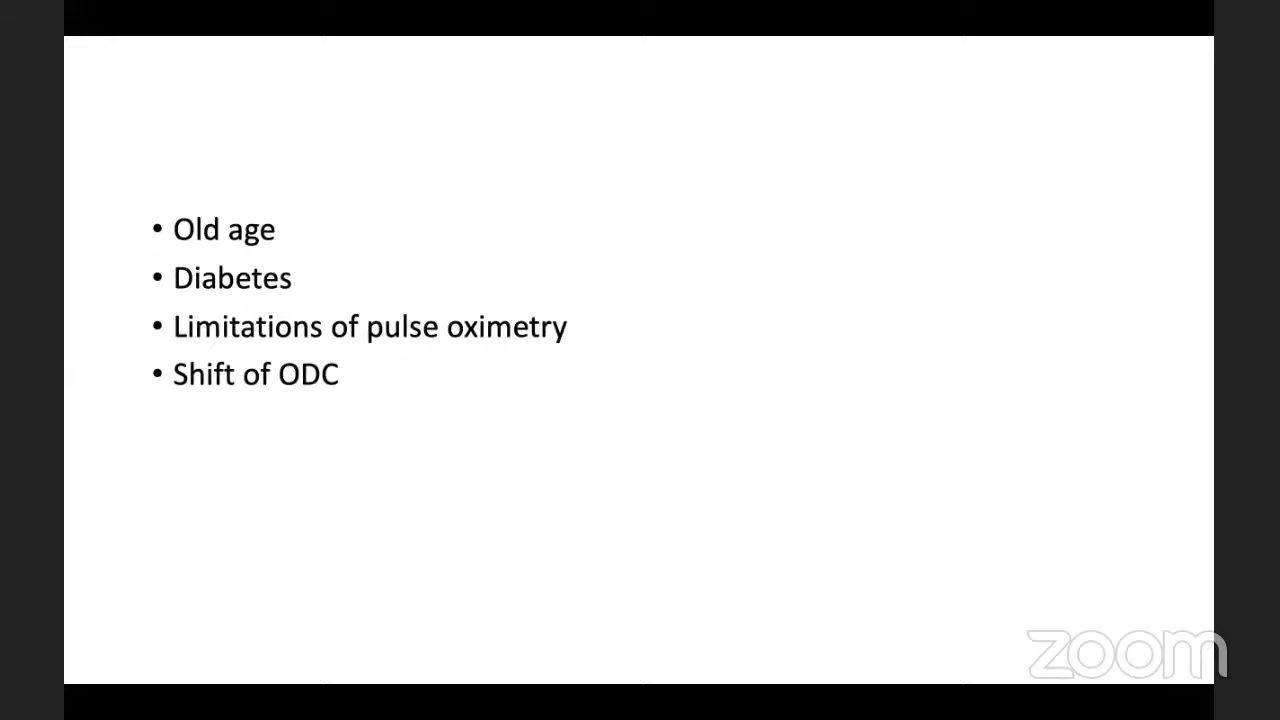 • Old age
• Diabetes
• Limitations of pulse oximetry
• Shift of ODC
zoom